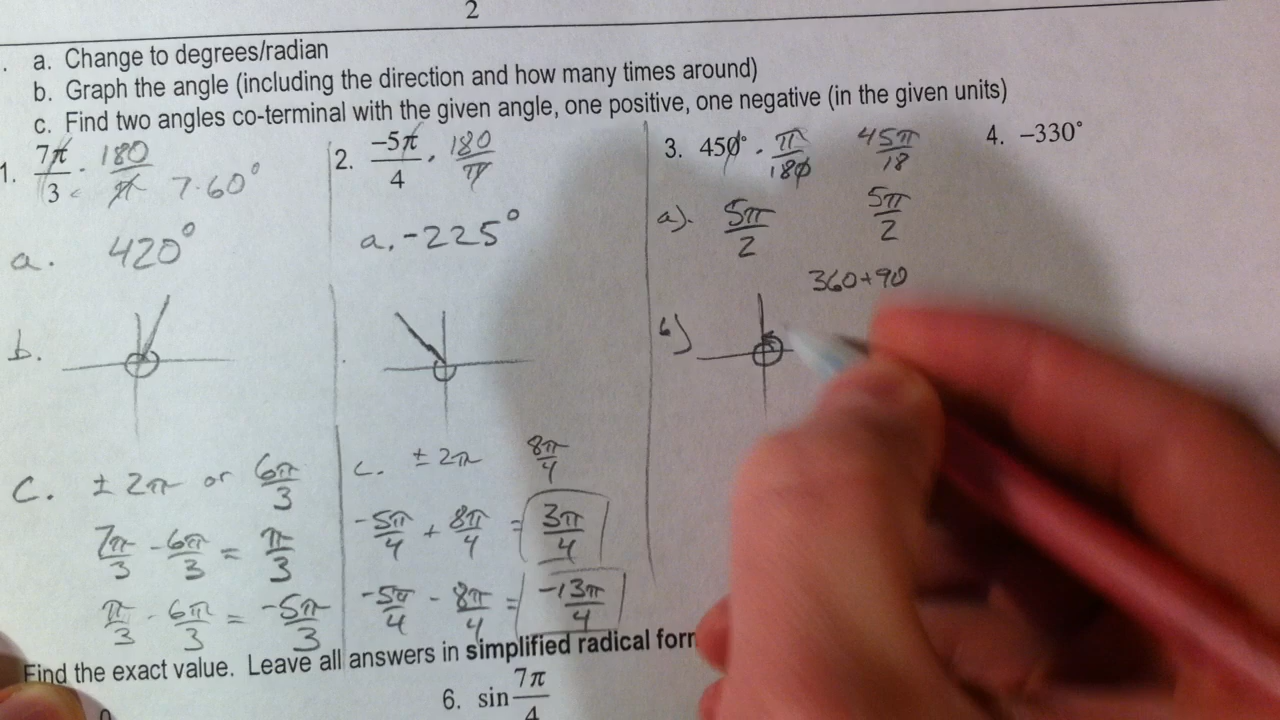 2
. a. Change to degrees/radian
b. Graph the angle (including the direction and how many times around)
c. Find two angles co-terminal with the given angle, one positive, one negative (in the given units)
1. 7π/3 · 180/π 7·60°
a. 420°
b.
c. ± 2π or 6π/3
7π/3 - 6π/3 = π/3
π/3 - 6π/3 = -5π/3
2. -5π/4 · 180/π
a. -225°
c. ± 2π 8π/4
-5π/4 + 8π/4 = 3π/4
-5π/4 - 8π/4 = -13π/4
3. 450° · π/180 45π/18
a). 5π/2 5π/2
360+90
b)
4. -330°
Find the exact value. Leave all answers in simplified radical for
6. sin 7π/4